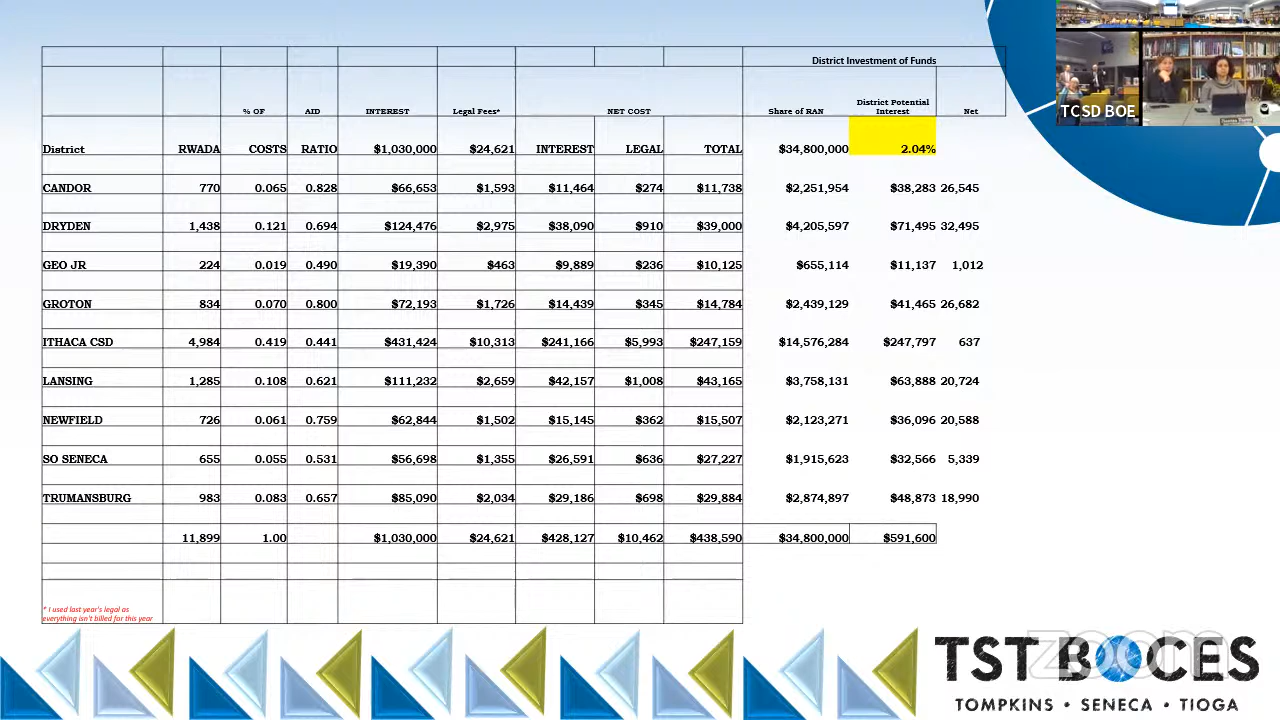 District Investment of Funds
% OF AID INTEREST Legal Fees* NET COST Share of RAN District Potential Interest Net
District RWADA COSTS RATIO $1,030,000 $24,621 INTEREST LEGAL TOTAL $34,800,000 2.04%
CANDOR 770 0.065 0.828 $66,653 $1,593 $11,464 $274 $11,738 $2,251,954 $38,283 26,545
DRYDEN 1,438 0.121 0.694 $124,476 $2,975 $38,090 $910 $39,000 $4,205,597 $71,495 32,495
GEO JR 224 0.019 0.490 $19,390 $463 $9,889 $236 $10,125 $655,114 $11,137 1,012
GROTON 834 0.070 0.800 $72,193 $1,726 $14,439 $345 $14,784 $2,439,129 $41,465 26,682
ITHACA CSD 4,984 0.419 0.441 $431,424 $10,313 $241,166 $5,993 $247,159 $14,576,284 $247,797 637
LANSING 1,285 0.108 0.621 $111,232 $2,659 $42,157 $1,008 $43,165 $3,758,131 $63,888 20,724
NEWFIELD 726 0.061 0.759 $62,844 $1,502 $15,145 $362 $15,507 $2,123,271 $36,096 20,588
SO SENECA 655 0.055 0.531 $56,698 $1,355 $26,591 $636 $27,227 $1,915,623 $32,566 5,339
TRUMANSBURG 983 0.083 0.657 $85,090 $2,034 $29,186 $698 $29,884 $2,874,897 $48,873 18,990
11,899 1.00 $1,030,000 $24,621 $428,127 $10,462 $438,590 $34,800,000 $591,600
* I used last year's legal as
everything isn't billed for this year
TCSD BOE
TST BOCES
zoom
TOMPKINS • SENECA • TIOGA